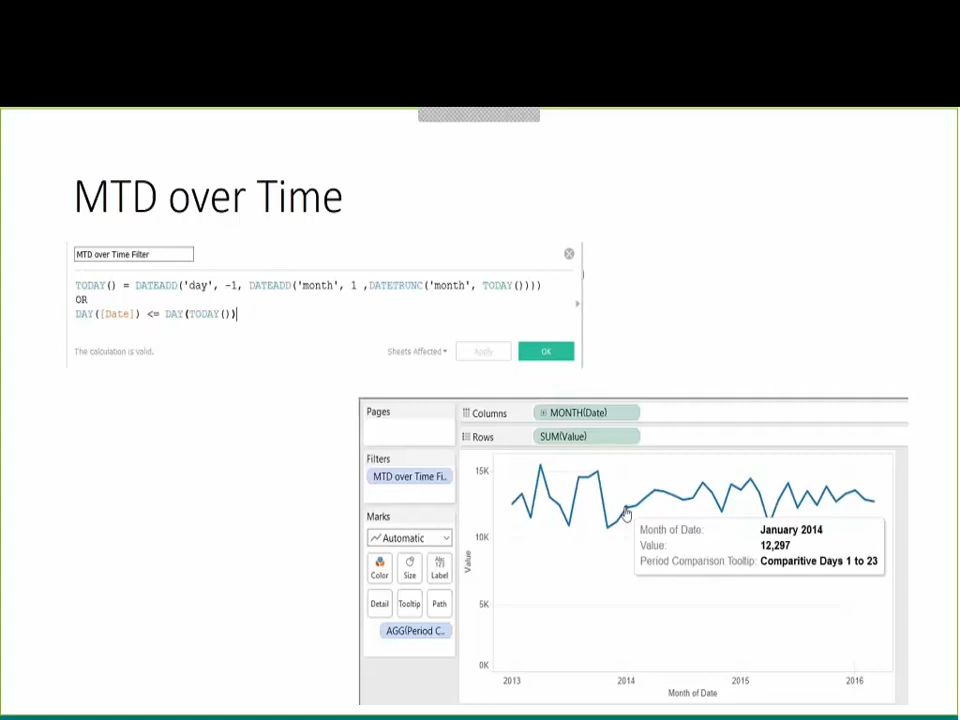 MTD over Time
MTD over Time Filter
TODAY() = DATEADD('day', -1, DATEADD('month', 1 ,DATETRUNC('month', TODAY())))
OR
DAY([Date]) <= DAY(TODAY())
The calculation is valid.
Sheets Affected
Apply
OK
Pages
Columns
MONTH(Date)
Rows
SUM(Value)
Filters
MTD over Time Fi..
Marks
Automatic
Color
Size
Label
Detail
Tooltip
Path
AGG(Period C..
15K
10K
5K
0K
Value
Month of Date: January 2014
Value: 12,297
Period Comparison Tooltip: Comparitive Days 1 to 23
2013
2014
2015
2016
Month of Date